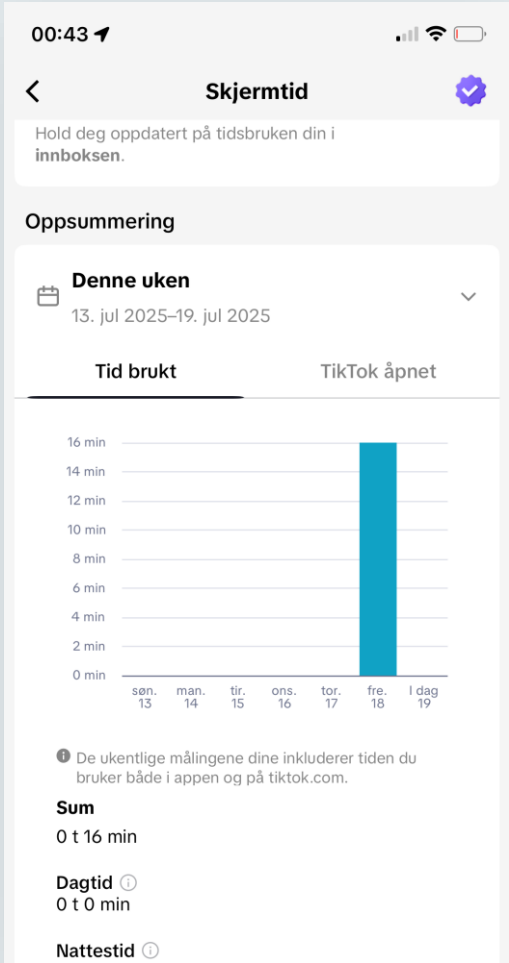 00:43
Skjermtid
Hold deg oppdatert på tidsbruken din i
innboksen.
Oppsummering
Denne uken
13. jul 2025–19. jul 2025
Tid brukt
TikTok åpnet
16 min
14 min
12 min
10 min
8 min
6 min
4 min
2 min
0 min
søn. man. tir. ons. tor. fre. I dag
13 14 15 16 17 18 19
De ukentlige målingene dine inkluderer tiden du
bruker både i appen og på tiktok.com.
Sum
0 t 16 min
Dagtid
0 t 0 min
Nattestid